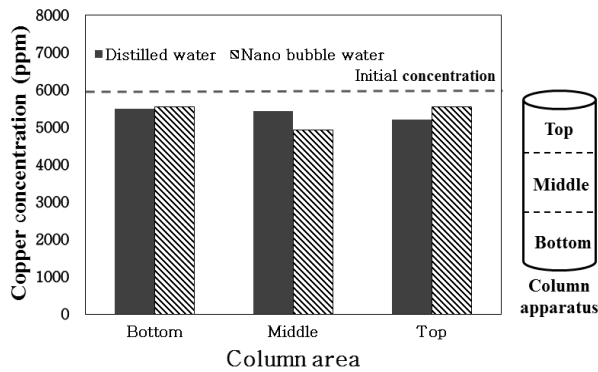 Copper concentration (ppm)
8000
7000
6000
5000
4000
3000
2000
1000
0
Distilled water
Nano bubble water
Initial concentration
Bottom
Middle
Top
Column area
Top
Middle
Bottom
Column
apparatus